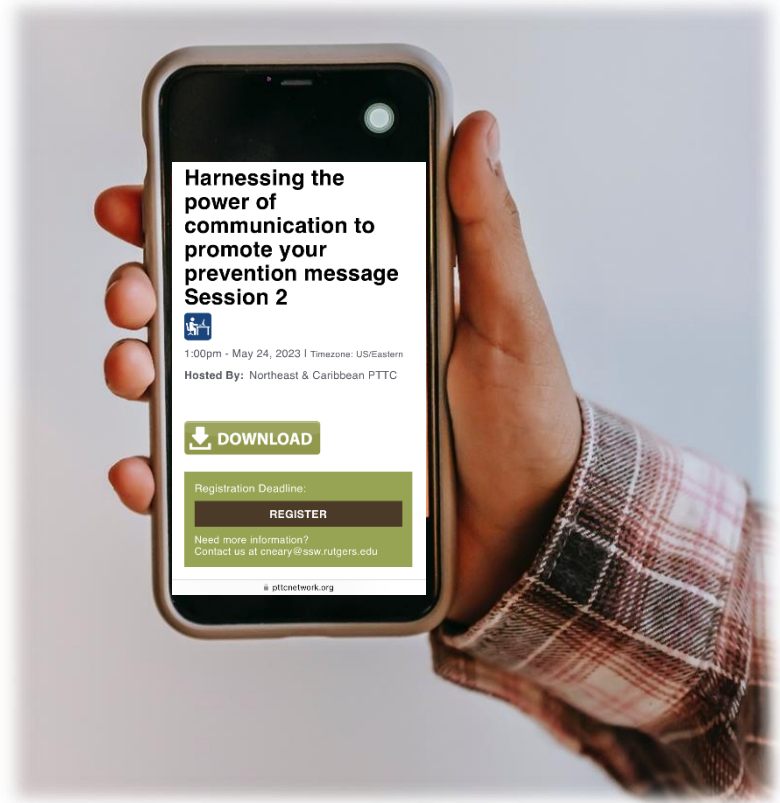 Harnessing the
power of
communication to
promote your
prevention message
Session 2
1:00pm - May 24, 2023 | Timezone: US/Eastern
Hosted By: Northeast & Caribbean PTTC
DOWNLOAD
Registration Deadline:
REGISTER
Need more information?
Contact us at cneary@ssw.rutgers.edu
pttcnetwork.org